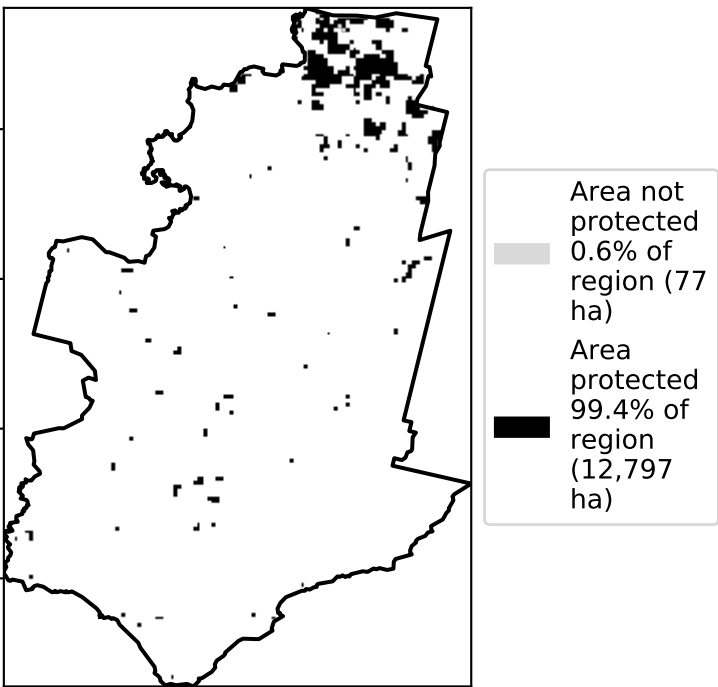 Area not
protected
0.6% of
region (77
ha)
Area
protected
99.4% of
region
(12,797
ha)